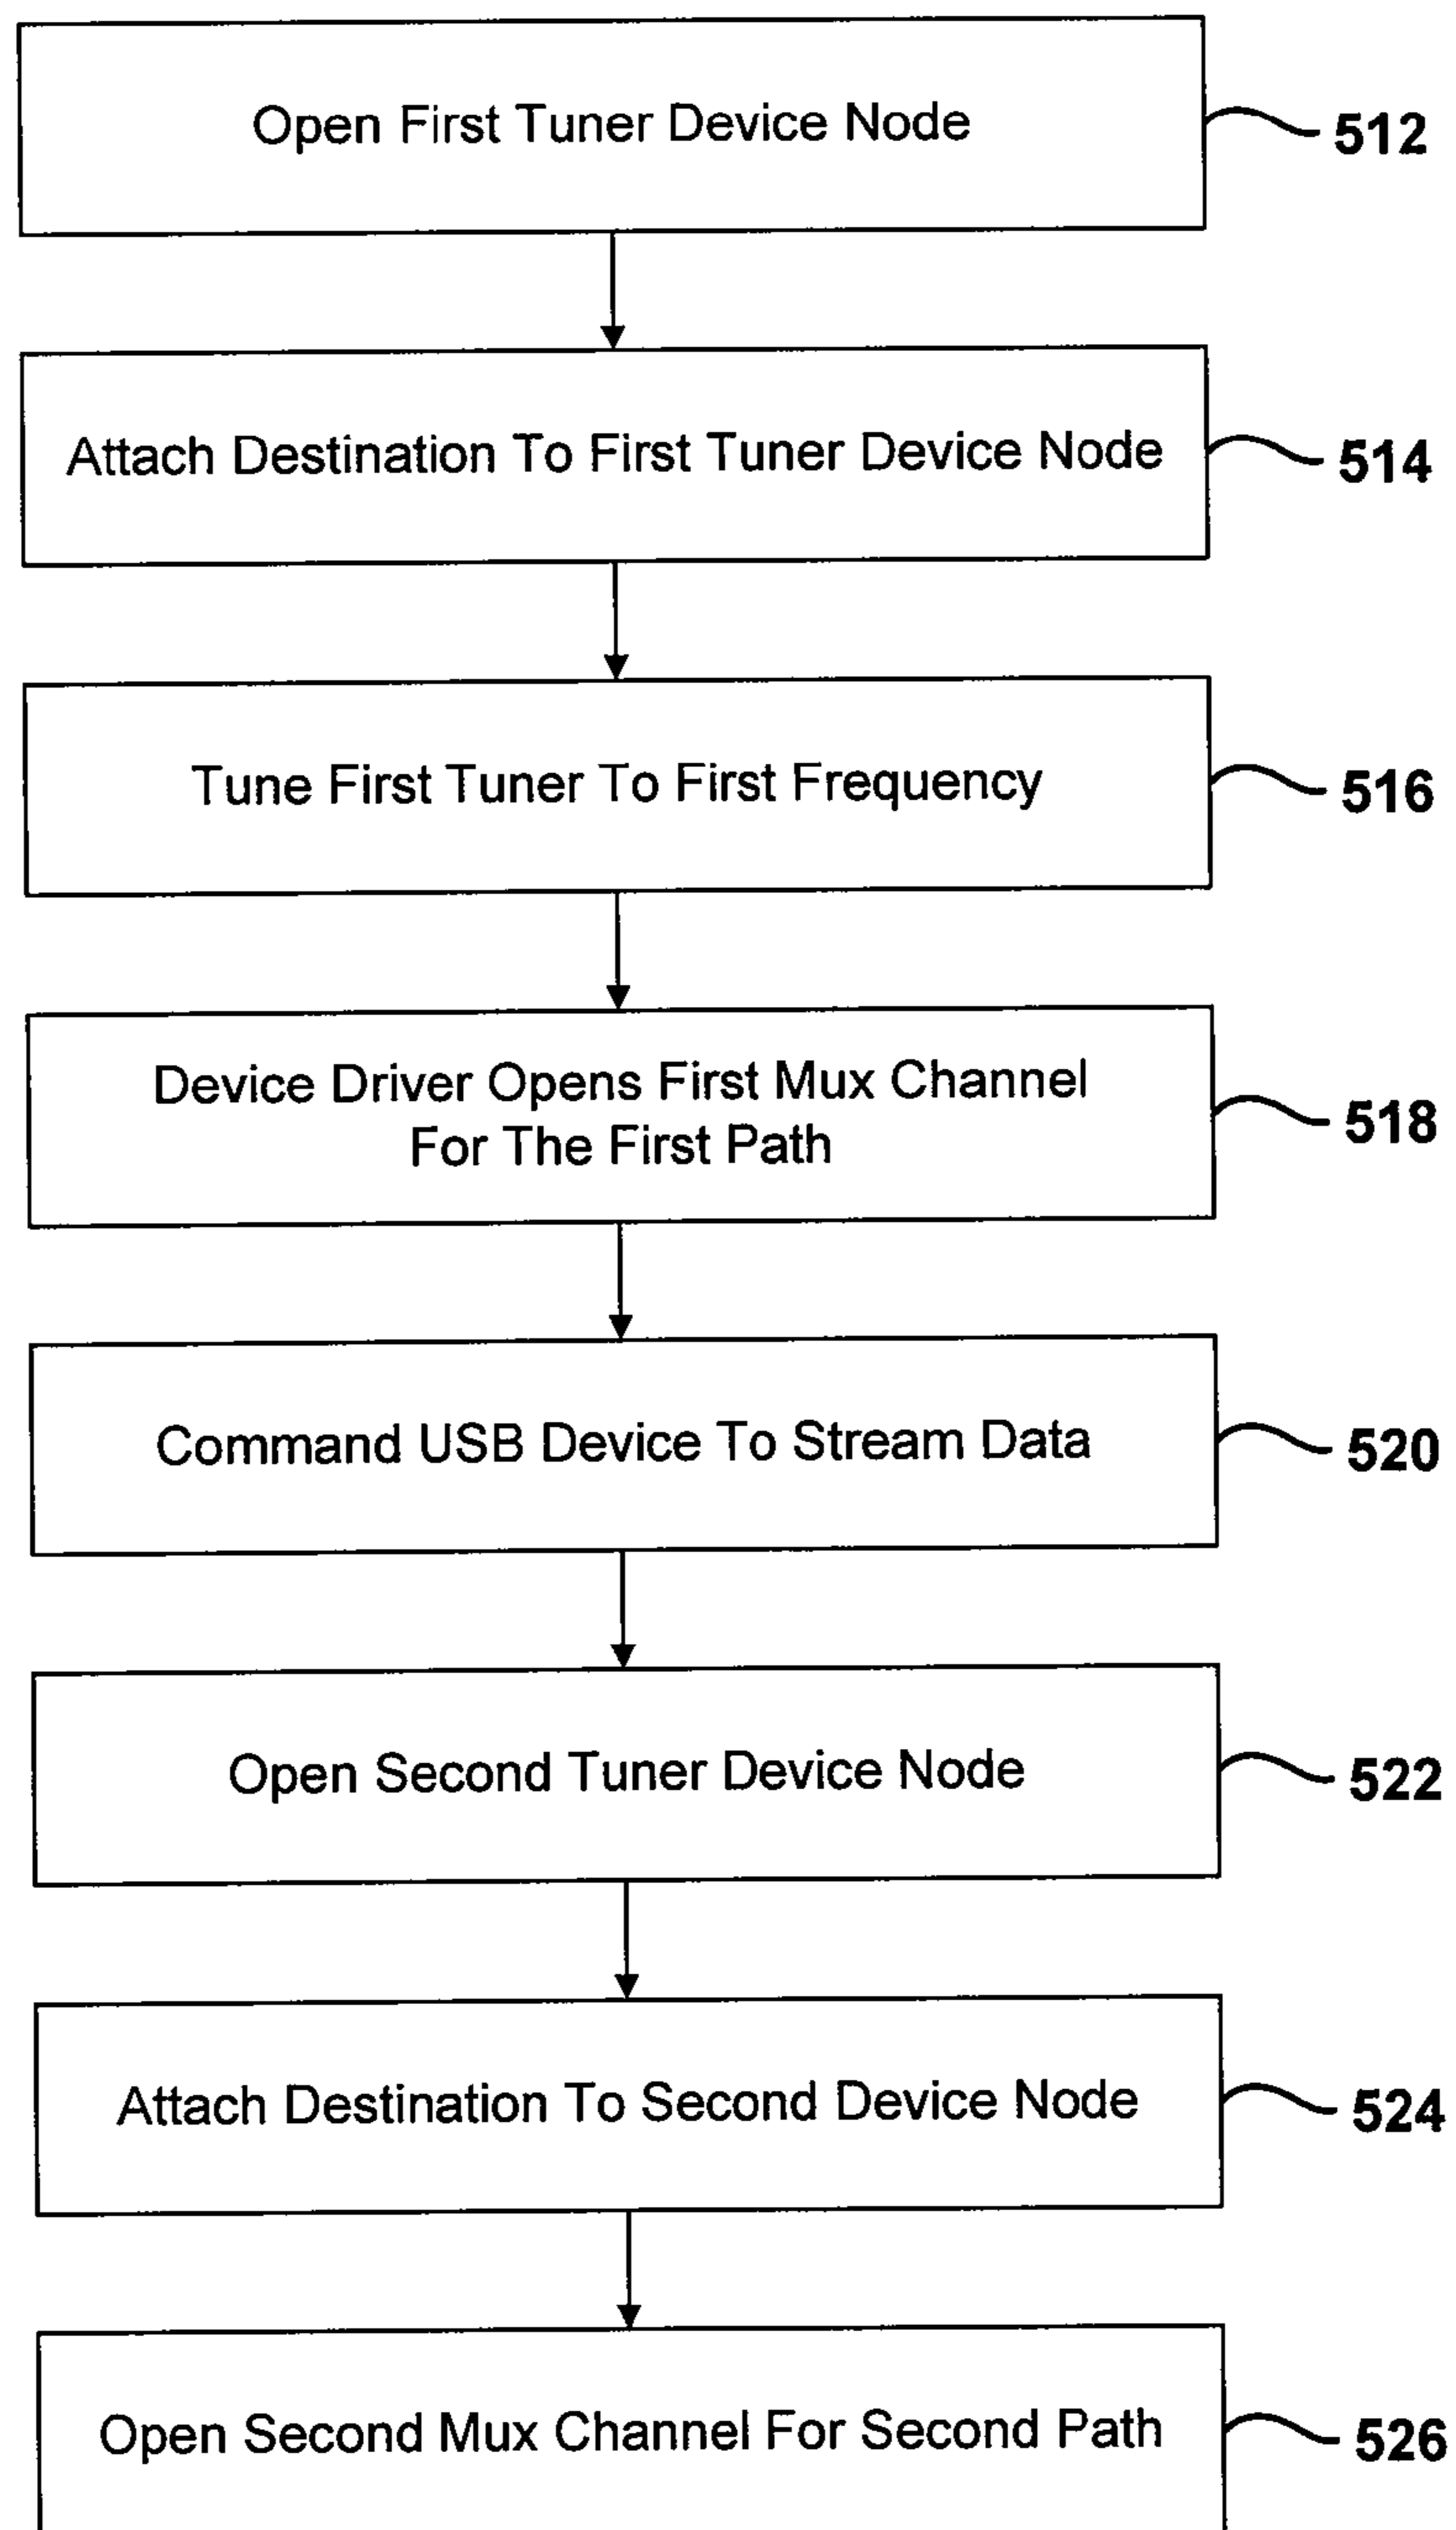 Open First Tuner Device Node
512
Attach Destination To First Tuner Device Node
514
Tune First Tuner To First Frequency
516
Device Driver Opens First Mux Channel
For The First Path
518
Command USB Device To Stream Data
520
Open Second Tuner Device Node
522
Attach Destination To Second Device Node
524
Open Second Mux Channel For Second Path
526